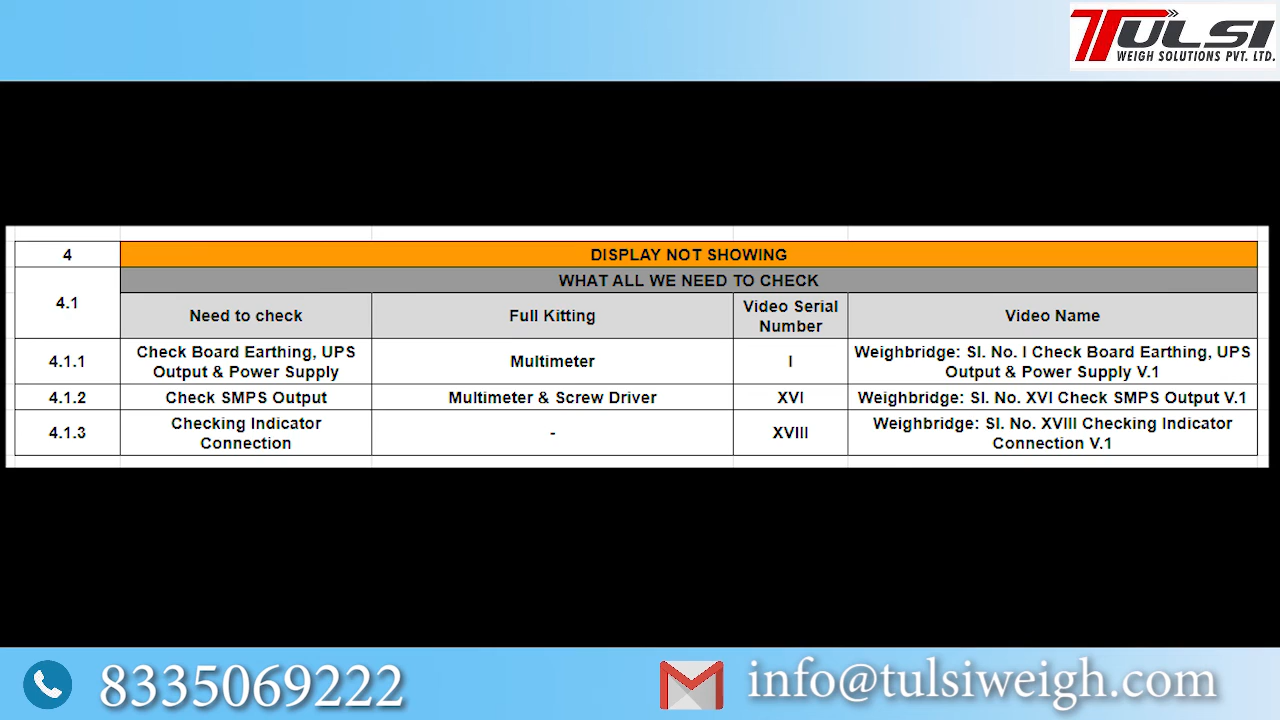 TULSI
WEIGH SOLUTIONS PVT. LTD.
4 DISPLAY NOT SHOWING
4.1 WHAT ALL WE NEED TO CHECK
Need to check Full Kitting Video Serial Number Video Name
4.1.1 Check Board Earthing, UPS Output & Power Supply Multimeter I Weighbridge: SI. No. I Check Board Earthing, UPS Output & Power Supply V.1
4.1.2 Check SMPS Output Multimeter & Screw Driver XVI Weighbridge: SI. No. XVI Check SMPS Output V.1
4.1.3 Checking Indicator Connection - XVIII Weighbridge: SI. No. XVIII Checking Indicator Connection V.1
8335069222 info@tulsiweigh.com